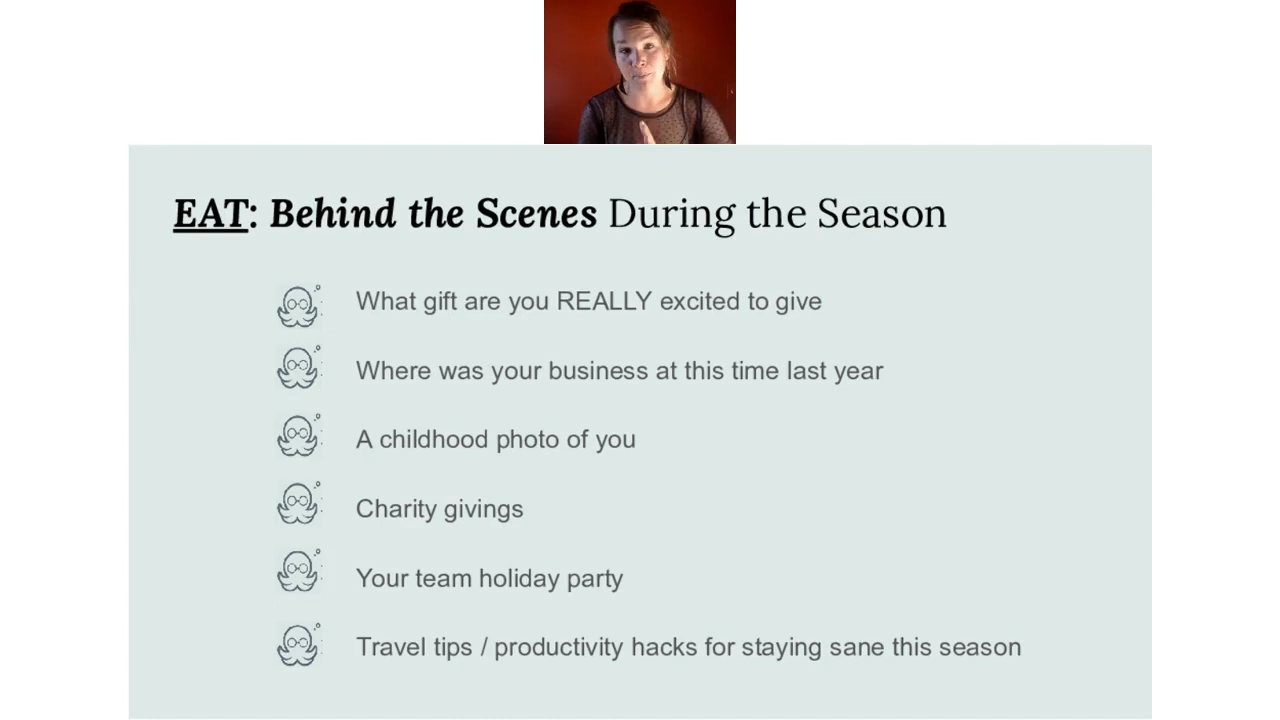 EAT: Behind the Scenes During the Season
What gift are you REALLY excited to give
Where was your business at this time last year
A childhood photo of you
Charity givings
Your team holiday party
Travel tips / productivity hacks for staying sane this season